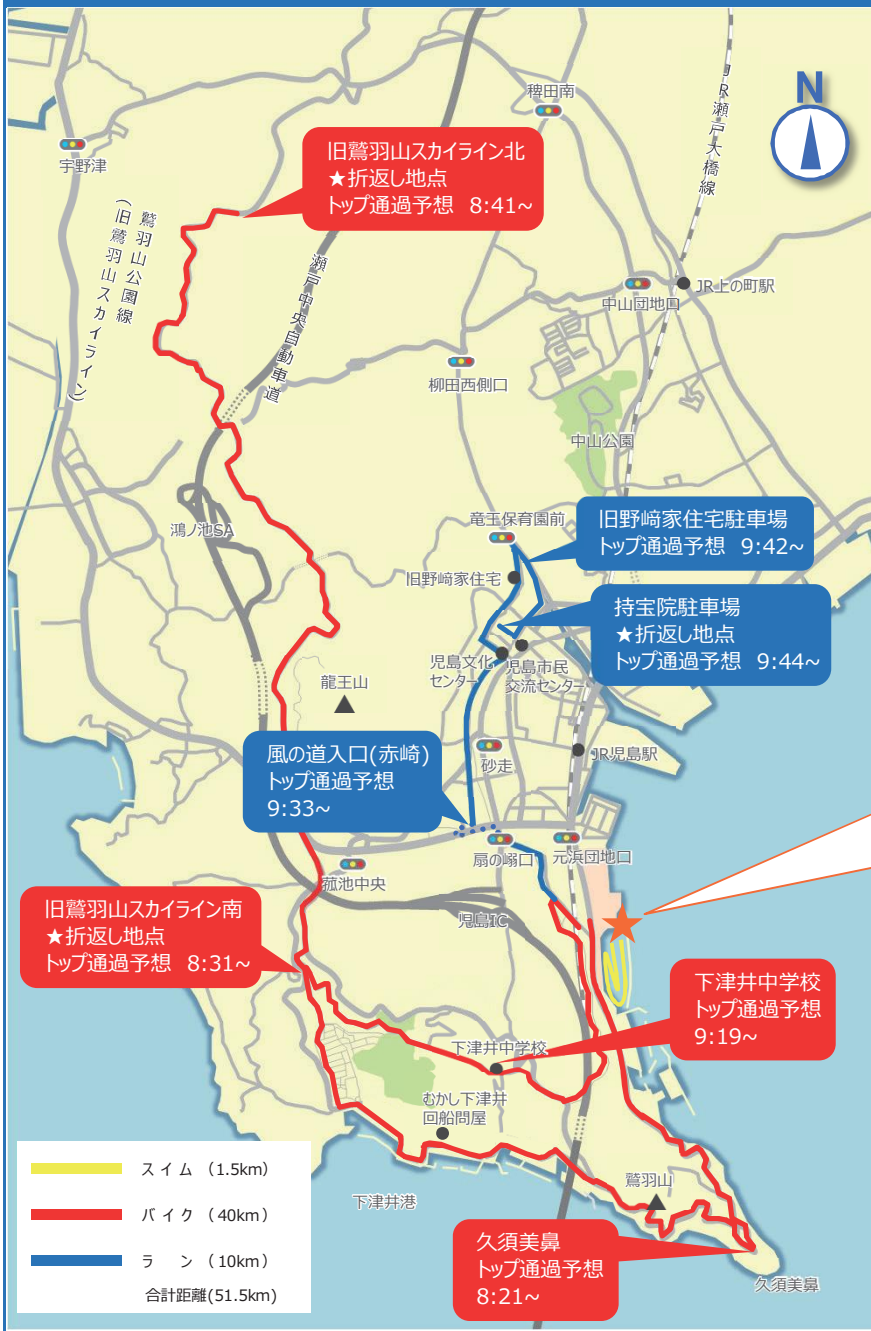 N
稗田南
JR瀬戸大橋線
宇野津
旧鷲羽山スカイライン北
★折返し地点
トップ通過予想 8:41~
鷲羽山公園線
(旧鷲羽山スカイライン)
瀬戸中央自動車道
中山団地口
JR上の町駅
柳田西側口
中山公園
鴻ノ池SA
竜王保育園前
旧野﨑家住宅駐車場
トップ通過予想 9:42~
旧野﨑家住宅
持宝院駐車場
★折返し地点
トップ通過予想 9:44~
児島文化
センター
児島市民
交流センター
龍王山
風の道入口(赤崎)
トップ通過予想
9:33~
砂走
JR児島駅
扇の嵶口
元浜団地口
菰池中央
児島IC
旧鷲羽山スカイライン南
★折返し地点
トップ通過予想 8:31~
下津井中学校
トップ通過予想
9:19~
下津井中学校
むかし下津井
回船問屋
鷲羽山
下津井港
久須美鼻
トップ通過予想
8:21~
久須美鼻
スイム (1.5km)
バイク (40km)
ラン (10km)
合計距離(51.5km)